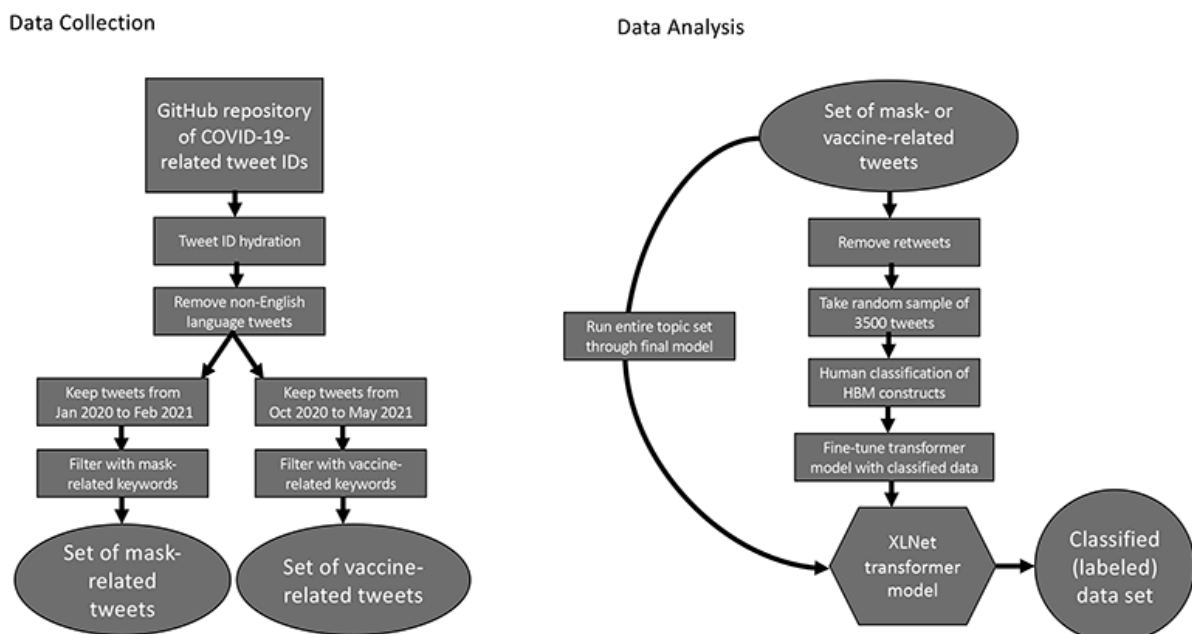 Data Collection
GitHub repository
of COVID-19-
related tweet IDs
Tweet ID hydration
Remove non-English
language tweets
Keep tweets from
Jan 2020 to Feb 2021
Keep tweets from
Oct 2020 to May 2021
Filter with mask-
related keywords
Filter with vaccine-
related keywords
Set of mask-
related
tweets
Set of vaccine-
related tweets
Data Analysis
Set of mask- or
vaccine-related
tweets
Remove retweets
Take random sample of
3500 tweets
Run entire topic set
through final model
Human classification of
HBM constructs
Fine-tune transformer
model with classified data
XLNet
transformer
model
Classified
(labeled)
data set